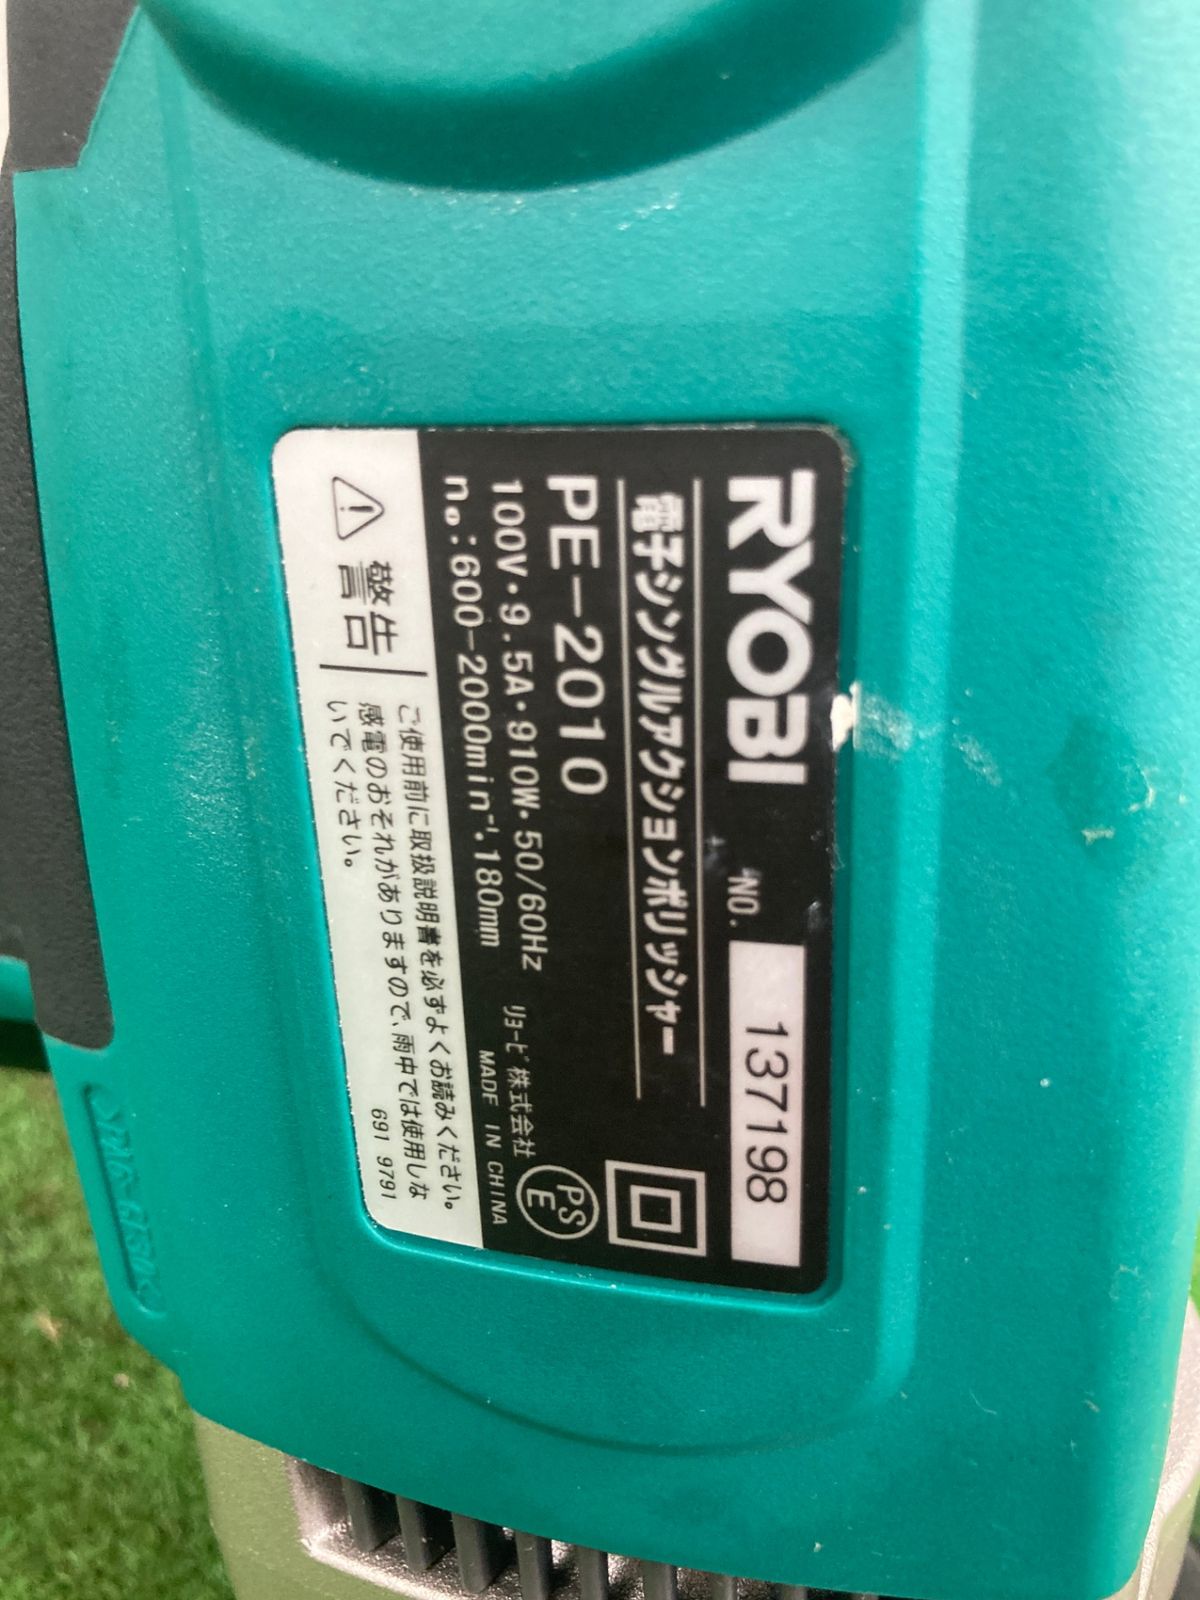 RYOBI NO. 137198
電子シングルアクションポリッシャー
PE-2010
100V・9.5A・910W・50/60Hz リョービ株式会社
n₀:600-2000min⁻¹・180mm MADE IN CHINA
PS
E
警告
ご使用前に取扱説明書を必ずよくお読みください。
感電のおそれがありますので、雨中では使用しな
いでください。
691 9791